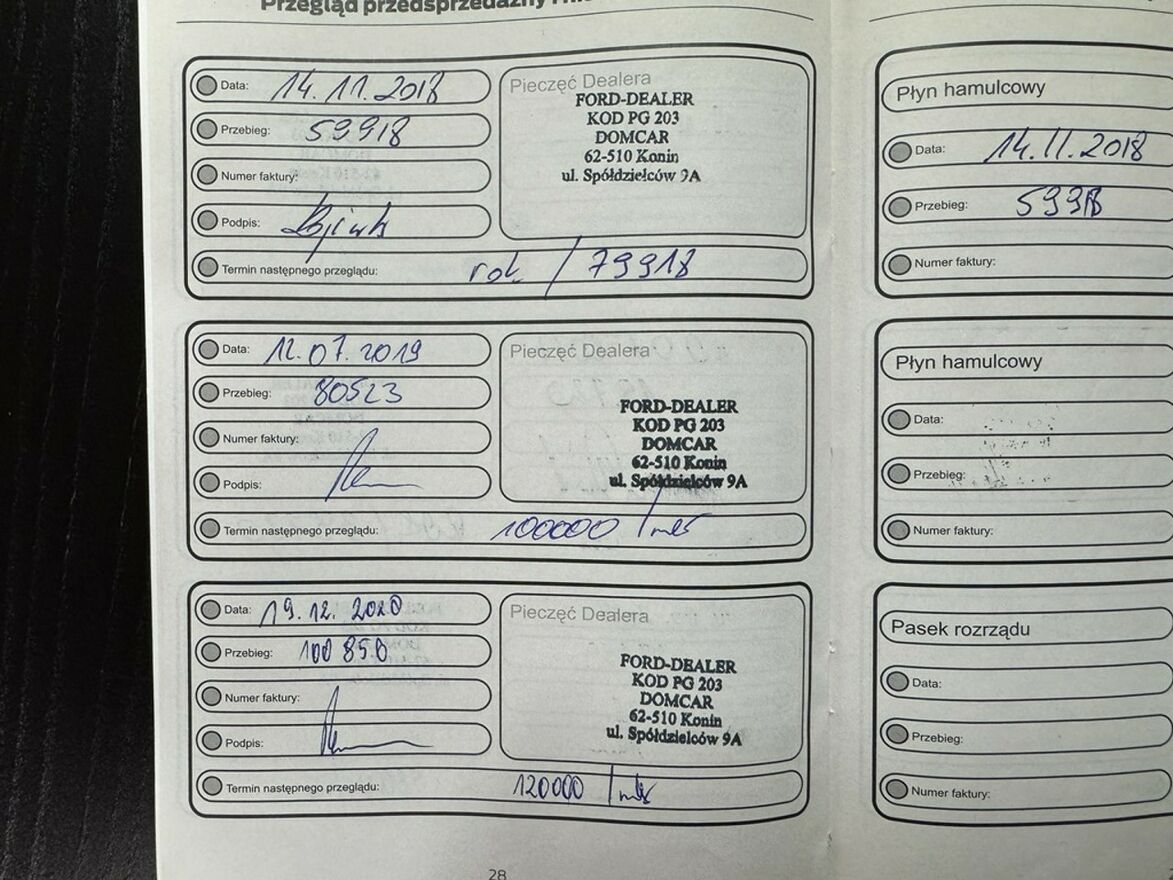 Przegląd przedsprzedażny i
Data: 14.11.2018
Przebieg: 59918
Numer faktury:
Podpis:
Termin następnego przeglądu: rok / 79918
Pieczęć Dealera
FORD-DEALER
KOD PG 203
DOMCAR
62-510 Konin
ul. Spółdzielców 9A
Data: 12.07.2019
Przebieg: 80523
Numer faktury:
Podpis:
Termin następnego przeglądu: 100000 /
Pieczęć Dealera
FORD-DEALER
KOD PG 203
DOMCAR
62-510 Konin
ul. Spółdzielców 9A
Data: 19.12.2020
Przebieg: 100850
Numer faktury:
Podpis:
Termin następnego przeglądu: 120000 /
Pieczęć Dealera
FORD-DEALER
KOD PG 203
DOMCAR
62-510 Konin
ul. Spółdzielców 9A
28
Płyn hamulcowy
Data: 14.11.2018
Przebieg: 59918
Numer faktury:
Płyn hamulcowy
Data:
Przebieg:
Numer faktury:
Pasek rozrządu
Data:
Przebieg:
Numer faktury: